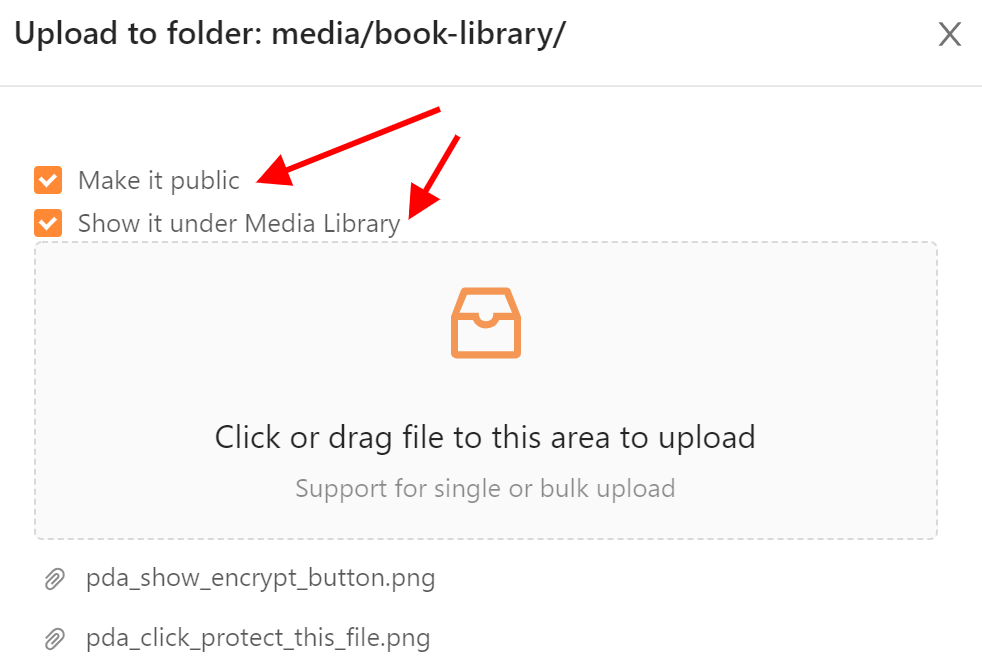 Upload to folder: media/book-library/
Make it public
Show it under Media Library
Click or drag file to this area to upload
Support for single or bulk upload
pda_show_encrypt_button.png
pda_click_protect_this_file.png